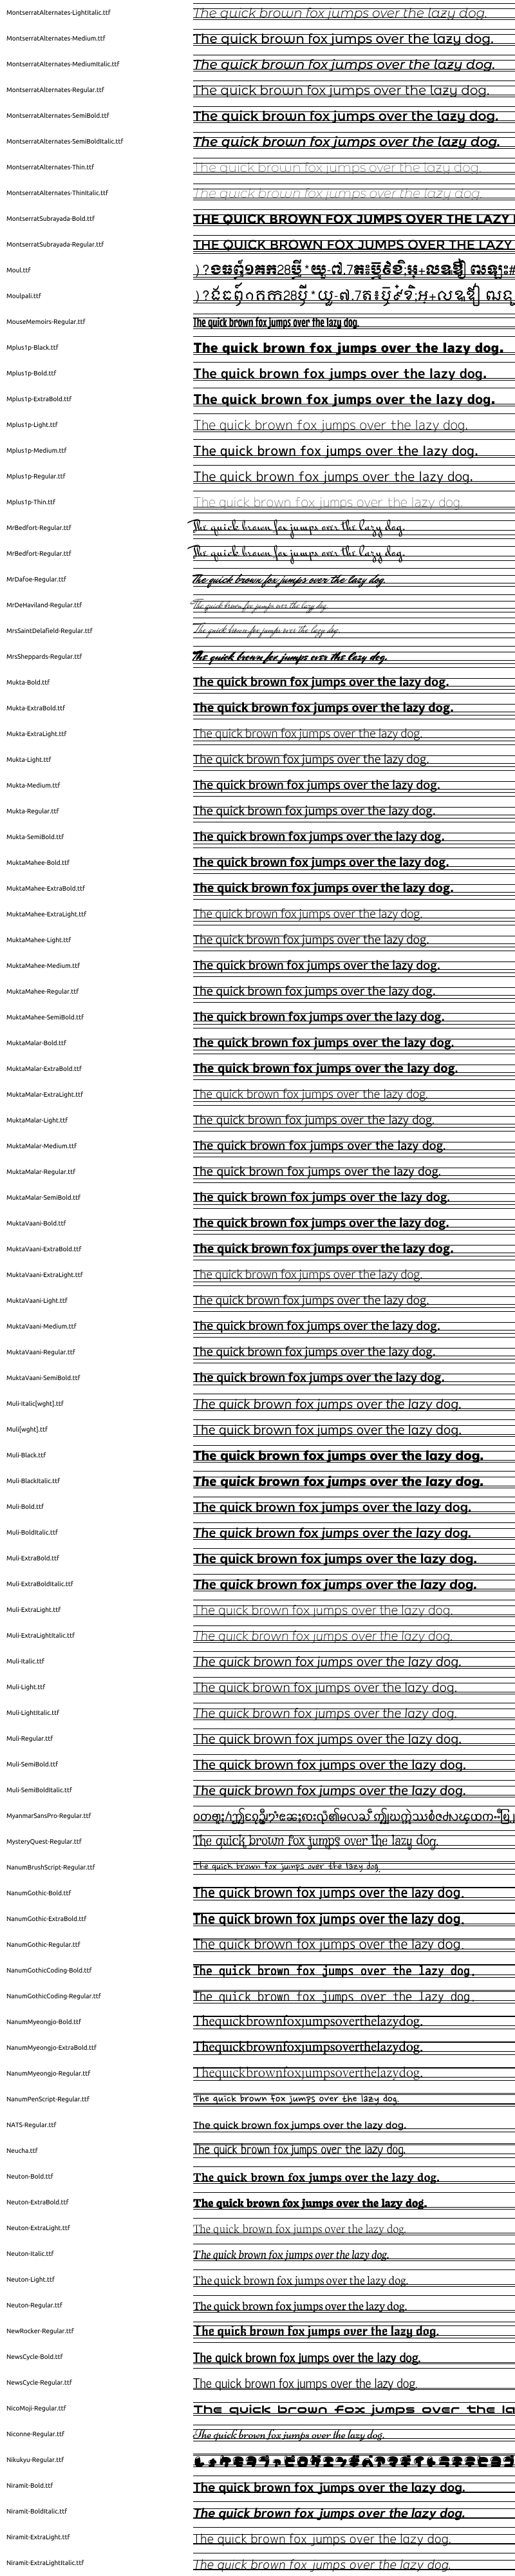 MontserratAlternates-LightItalic.ttf The quick brown fox jumps over the lazy dog.
MontserratAlternates-Medium.ttf The quick brown fox jumps over the lazy dog.
MontserratAlternates-MediumItalic.ttf The quick brown fox jumps over the lazy dog.
MontserratAlternates-Regular.ttf The quick brown fox jumps over the lazy dog.
MontserratAlternates-SemiBold.ttf The quick brown fox jumps over the lazy dog.
MontserratAlternates-SemiBoldItalic.ttf The quick brown fox jumps over the lazy dog.
MontserratAlternates-Thin.ttf The quick brown fox jumps over the lazy dog.
MontserratAlternates-ThinItalic.ttf The quick brown fox jumps over the lazy dog.
MontserratSubrayada-Bold.ttf THE QUICK BROWN FOX JUMPS OVER THE LAZY
MontserratSubrayada-Regular.ttf THE QUICK BROWN FOX JUMPS OVER THE LAZY
Moul.ttf
Moulpali.ttf
MouseMemoirs-Regular.ttf The quick brown fox jumps over the lazy dog.
Mplus1p-Black.ttf The quick brown fox jumps over the lazy dog.
Mplus1p-Bold.ttf The quick brown fox jumps over the lazy dog.
Mplus1p-ExtraBold.ttf The quick brown fox jumps over the lazy dog.
Mplus1p-Light.ttf The quick brown fox jumps over the lazy dog.
Mplus1p-Medium.ttf The quick brown fox jumps over the lazy dog.
Mplus1p-Regular.ttf The quick brown fox jumps over the lazy dog.
Mplus1p-Thin.ttf The quick brown fox jumps over the lazy dog.
MrBedfort-Regular.ttf The quick brown fox jumps over the lazy dog.
MrBedfort-Regular.ttf The quick brown fox jumps over the lazy dog.
MrDafoe-Regular.ttf The quick brown fox jumps over the lazy dog.
MrDeHaviland-Regular.ttf The quick brown fox jumps over the lazy dog.
MrsSaintDelafield-Regular.ttf The quick brown fox jumps over the lazy dog.
MrsSheppards-Regular.ttf The quick brown fox jumps over the lazy dog.
Mukta-Bold.ttf The quick brown fox jumps over the lazy dog.
Mukta-ExtraBold.ttf The quick brown fox jumps over the lazy dog.
Mukta-ExtraLight.ttf The quick brown fox jumps over the lazy dog.
Mukta-Light.ttf The quick brown fox jumps over the lazy dog.
Mukta-Medium.ttf The quick brown fox jumps over the lazy dog.
Mukta-Regular.ttf The quick brown fox jumps over the lazy dog.
Mukta-SemiBold.ttf The quick brown fox jumps over the lazy dog.
MuktaMahee-Bold.ttf The quick brown fox jumps over the lazy dog.
MuktaMahee-ExtraBold.ttf The quick brown fox jumps over the lazy dog.
MuktaMahee-ExtraLight.ttf The quick brown fox jumps over the lazy dog.
MuktaMahee-Light.ttf The quick brown fox jumps over the lazy dog.
MuktaMahee-Medium.ttf The quick brown fox jumps over the lazy dog.
MuktaMahee-Regular.ttf The quick brown fox jumps over the lazy dog.
MuktaMahee-SemiBold.ttf The quick brown fox jumps over the lazy dog.
MuktaMalar-Bold.ttf The quick brown fox jumps over the lazy dog.
MuktaMalar-ExtraBold.ttf The quick brown fox jumps over the lazy dog.
MuktaMalar-ExtraLight.ttf The quick brown fox jumps over the lazy dog.
MuktaMalar-Light.ttf The quick brown fox jumps over the lazy dog.
MuktaMalar-Medium.ttf The quick brown fox jumps over the lazy dog.
MuktaMalar-Regular.ttf The quick brown fox jumps over the lazy dog.
MuktaMalar-SemiBold.ttf The quick brown fox jumps over the lazy dog.
MuktaVaani-Bold.ttf The quick brown fox jumps over the lazy dog.
MuktaVaani-ExtraBold.ttf The quick brown fox jumps over the lazy dog.
MuktaVaani-ExtraLight.ttf The quick brown fox jumps over the lazy dog.
MuktaVaani-Light.ttf The quick brown fox jumps over the lazy dog.
MuktaVaani-Medium.ttf The quick brown fox jumps over the lazy dog.
MuktaVaani-Regular.ttf The quick brown fox jumps over the lazy dog.
MuktaVaani-SemiBold.ttf The quick brown fox jumps over the lazy dog.
Muli-Italic[wght].ttf The quick brown fox jumps over the lazy dog.
Muli[wght].ttf The quick brown fox jumps over the lazy dog.
Muli-Black.ttf The quick brown fox jumps over the lazy dog.
Muli-BlackItalic.ttf The quick brown fox jumps over the lazy dog.
Muli-Bold.ttf The quick brown fox jumps over the lazy dog.
Muli-BoldItalic.ttf The quick brown fox jumps over the lazy dog.
Muli-ExtraBold.ttf The quick brown fox jumps over the lazy dog.
Muli-ExtraBoldItalic.ttf The quick brown fox jumps over the lazy dog.
Muli-ExtraLight.ttf The quick brown fox jumps over the lazy dog.
Muli-ExtraLightItalic.ttf The quick brown fox jumps over the lazy dog.
Muli-Italic.ttf The quick brown fox jumps over the lazy dog.
Muli-Light.ttf The quick brown fox jumps over the lazy dog.
Muli-LightItalic.ttf The quick brown fox jumps over the lazy dog.
Muli-Regular.ttf The quick brown fox jumps over the lazy dog.
Muli-SemiBold.ttf The quick brown fox jumps over the lazy dog.
Muli-SemiBoldItalic.ttf The quick brown fox jumps over the lazy dog.
MyanmarSansPro-Regular.ttf
MysteryQuest-Regular.ttf The quick brown fox jumps over the lazy dog.
NanumBrushScript-Regular.ttf The quick brown fox jumps over the lazy dog.
NanumGothic-Bold.ttf The quick brown fox jumps over the lazy dog.
NanumGothic-ExtraBold.ttf The quick brown fox jumps over the lazy dog.
NanumGothic-Regular.ttf The quick brown fox jumps over the lazy dog.
NanumGothicCoding-Bold.ttf The quick brown fox jumps over the lazy dog.
NanumGothicCoding-Regular.ttf The quick brown fox jumps over the lazy dog.
NanumMyeongjo-Bold.ttf Thequickbrownfoxjumpsoverthelazydog.
NanumMyeongjo-ExtraBold.ttf Thequickbrownfoxjumpsoverthelazydog.
NanumMyeongjo-Regular.ttf Thequickbrownfoxjumpsoverthelazydog.
NanumPenScript-Regular.ttf The quick brown fox jumps over the lazy dog.
NATS-Regular.ttf The quick brown fox jumps over the lazy dog.
Neucha.ttf The quick brown fox jumps over the lazy dog.
Neuton-Bold.ttf The quick brown fox jumps over the lazy dog.
Neuton-ExtraBold.ttf The quick brown fox jumps over the lazy dog.
Neuton-ExtraLight.ttf The quick brown fox jumps over the lazy dog.
Neuton-Italic.ttf The quick brown fox jumps over the lazy dog.
Neuton-Light.ttf The quick brown fox jumps over the lazy dog.
Neuton-Regular.ttf The quick brown fox jumps over the lazy dog.
NewRocker-Regular.ttf The quick brown fox jumps over the lazy dog.
NewsCycle-Bold.ttf The quick brown fox jumps over the lazy dog.
NewsCycle-Regular.ttf The quick brown fox jumps over the lazy dog.
NicoMoji-Regular.ttf The quick brown fox jumps over the la
Niconne-Regular.ttf The quick brown fox jumps over the lazy dog.
Nikukyu-Regular.ttf
Niramit-Bold.ttf The quick brown fox jumps over the lazy dog.
Niramit-BoldItalic.ttf The quick brown fox jumps over the lazy dog.
Niramit-ExtraLight.ttf The quick brown fox jumps over the lazy dog.
Niramit-ExtraLightItalic.ttf The quick brown fox jumps over the lazy dog.